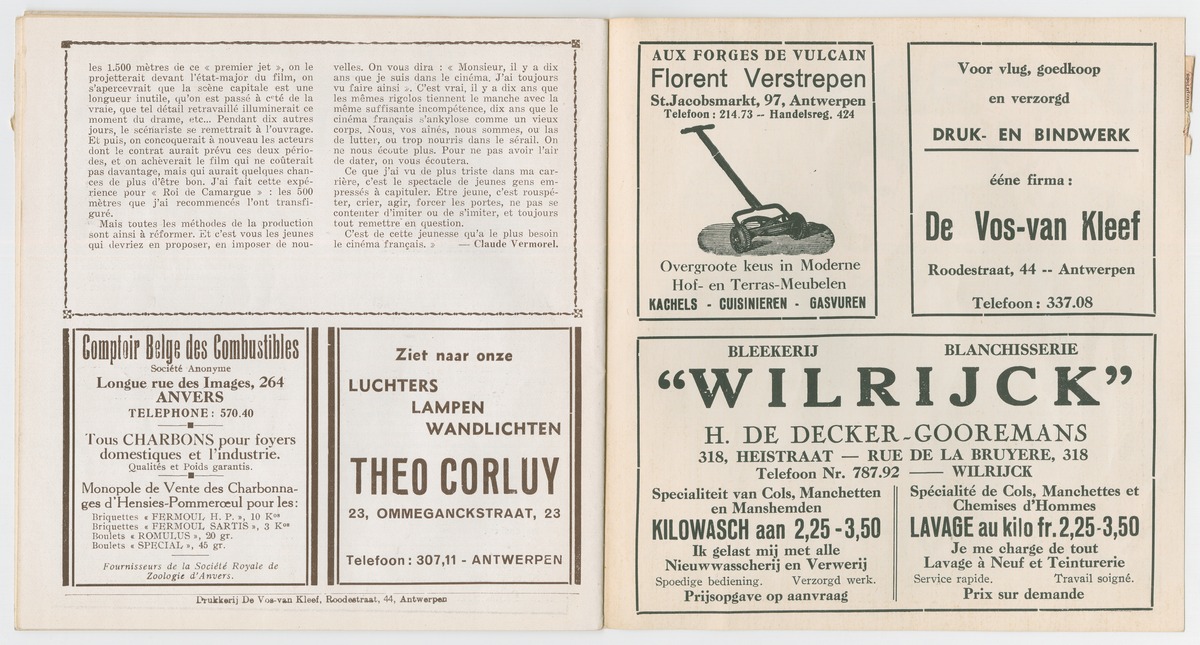 les 1.500 mètres de ce « premier jet », on le
projetterait devant l'état-major du film, on
s'apercevrait que la scène capitale est une
longueur inutile, qu'on est passé à côté de la
vraie, que tel détail retravaillé illuminerait ce
moment du drame, etc... Pendant dix autres
jours, le scénariste se remettrait à l'ouvrage.
Et puis, on concoquerait à nouveau les acteurs
dont le contrat aurait prévu ces deux pério-
des, et on achèverait le film qui ne coûterait
pas davantage, mais qui aurait quelques chan-
ces de plus d'être bon. J'ai fait cette expé-
rience pour « Roi de Camargue » : les 500
mètres que j'ai recommencés l'ont transfi-
guré.
Mais toutes les méthodes de la production
sont ainsi à réformer. Et c'est vous les jeunes
qui devriez en proposer, en imposer de nou-
velles. On vous dira : « Monsieur, il y a dix
ans que je suis dans le cinéma. J'ai toujours
vu faire ainsi ». C'est vrai, il y a dix ans que
les mêmes rigolos tiennent le manche avec la
même suffisante incompétence, dix ans que le
cinéma français s'ankylose comme un vieux
corps. Nous, vos aînés, nous sommes, ou las
de lutter, ou trop nourris dans le sérail. On
ne nous écoute plus. Pour ne pas avoir l'air
de dater, on vous écoutera.
Ce que j'ai vu de plus triste dans ma car-
rière, c'est le spectacle de jeunes gens em-
pressés à capituler. Etre jeune, c'est rouspé-
ter, crier, agir, forcer les portes, ne pas se
contenter d'imiter ou de s'imiter, et toujours
tout remettre en question.
C'est de cette jeunesse qu'a le plus besoin
le cinéma français. » — Claude Vermorel.
Comptoir Belge des Combustibles
Société Anonyme
Longue rue des Images, 264
ANVERS
TELEPHONE : 570.40
Tous CHARBONS pour foyers
domestiques et l'industrie.
Qualités et Poids garantis.
Monopole de Vente des Charbonna-
ges d'Hensies-Pommerœul pour les :
Briquettes « FERMOUL H. P. », 10 Kos
Briquettes « FERMOUL SARTIS », 3 Kos
Boulets « ROMULUS », 20 gr.
Boulets « SPECIAL », 45 gr.
Fournisseurs de la Société Royale de
Zoologie d'Anvers.
Ziet naar onze
LUCHTERS
LAMPEN
WANDLICHTEN
THEO CORLUY
23, OMMEGANCKSTRAAT, 23
Telefoon : 307,11 - ANTWERPEN
Drukkerij De Vos-van Kleef, Roodestraat, 44, Antwerpen
AUX FORGES DE VULCAIN
Florent Verstrepen
St.Jacobsmarkt, 97, Antwerpen
Telefoon : 214.73 -- Handelsreg. 424
Overgroote keus in Moderne
Hof- en Terras-Meubelen
KACHELS - CUISINIEREN - GASVUREN
Voor vlug, goedkoop
en verzorgd
DRUK- EN BINDWERK
ééne firma :
De Vos-van Kleef
Roodestraat, 44 -- Antwerpen
Telefoon : 337.08
BLEEKERIJ BLANCHISSERIE
“WILRIJCK”
H. DE DECKER-GOOREMANS
318, HEISTRAAT — RUE DE LA BRUYERE, 318
Telefoon Nr. 787.92 — WILRIJCK
Specialiteit van Cols, Manchetten
en Manshemden
KILOWASCH aan 2,25 -3,50
Ik gelast mij met alle
Nieuwwasscherij en Verwerij
Spoedige bediening. Verzorgd werk.
Prijsopgave op aanvraag
Spécialité de Cols, Manchettes et
Chemises d'Hommes
LAVAGE au kilo fr. 2,25-3,50
Je me charge de tout
Lavage à Neuf et Teinturerie
Service rapide. Travail soigné.
Prix sur demande